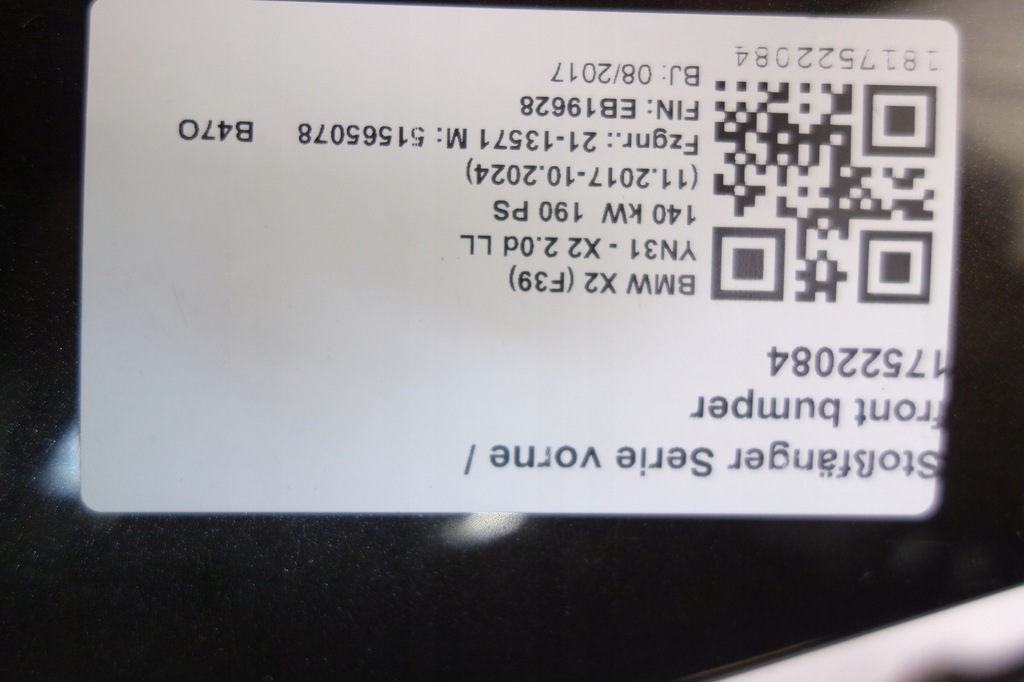 Stoßfänger Serie vorne /
front bumper
17522084
BMW X2 (F39)
YN31 - X2 2.0d LL
140 kW 190 PS
(11.2017-10.2024)
Fzgnr.: 21-13571 M: 51565078 B47O
FIN: EB19628
BJ: 08/2017
1817522084